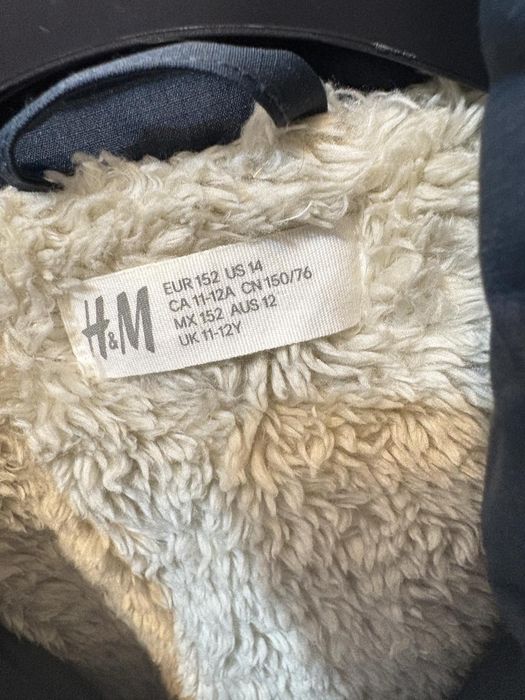 H&M
EUR 152 US 14
CA 11-12A CN 150/76
MX 152 AUS 12
UK 11-12Y